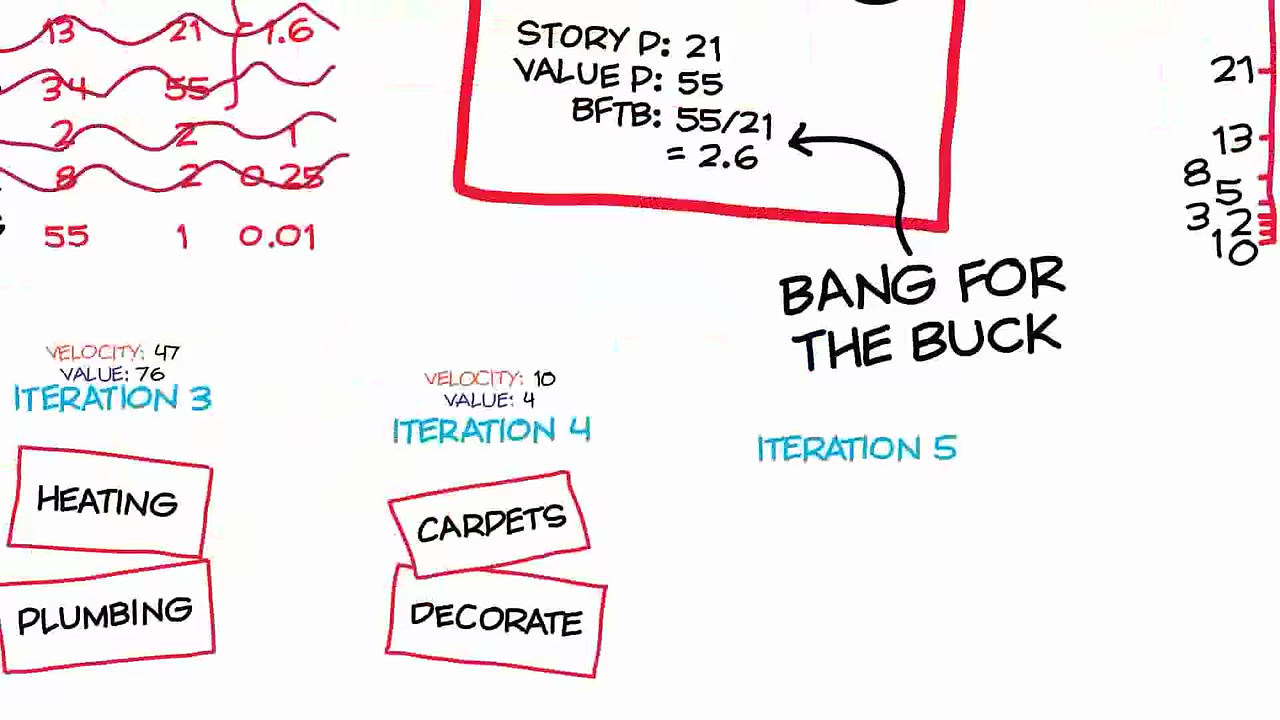 13 21 1.6
34 55
2 2 1
8 2 0.25
55 1 0.01
STORY P: 21
VALUE P: 55
BFTB: 55/21
= 2.6
BANG FOR
THE BUCK
21
13
8
5
3
2
1
0
VELOCITY: 47
VALUE: 76
ITERATION 3
HEATING
PLUMBING
VELOCITY: 10
VALUE: 4
ITERATION 4
CARPETS
DECORATE
ITERATION 5